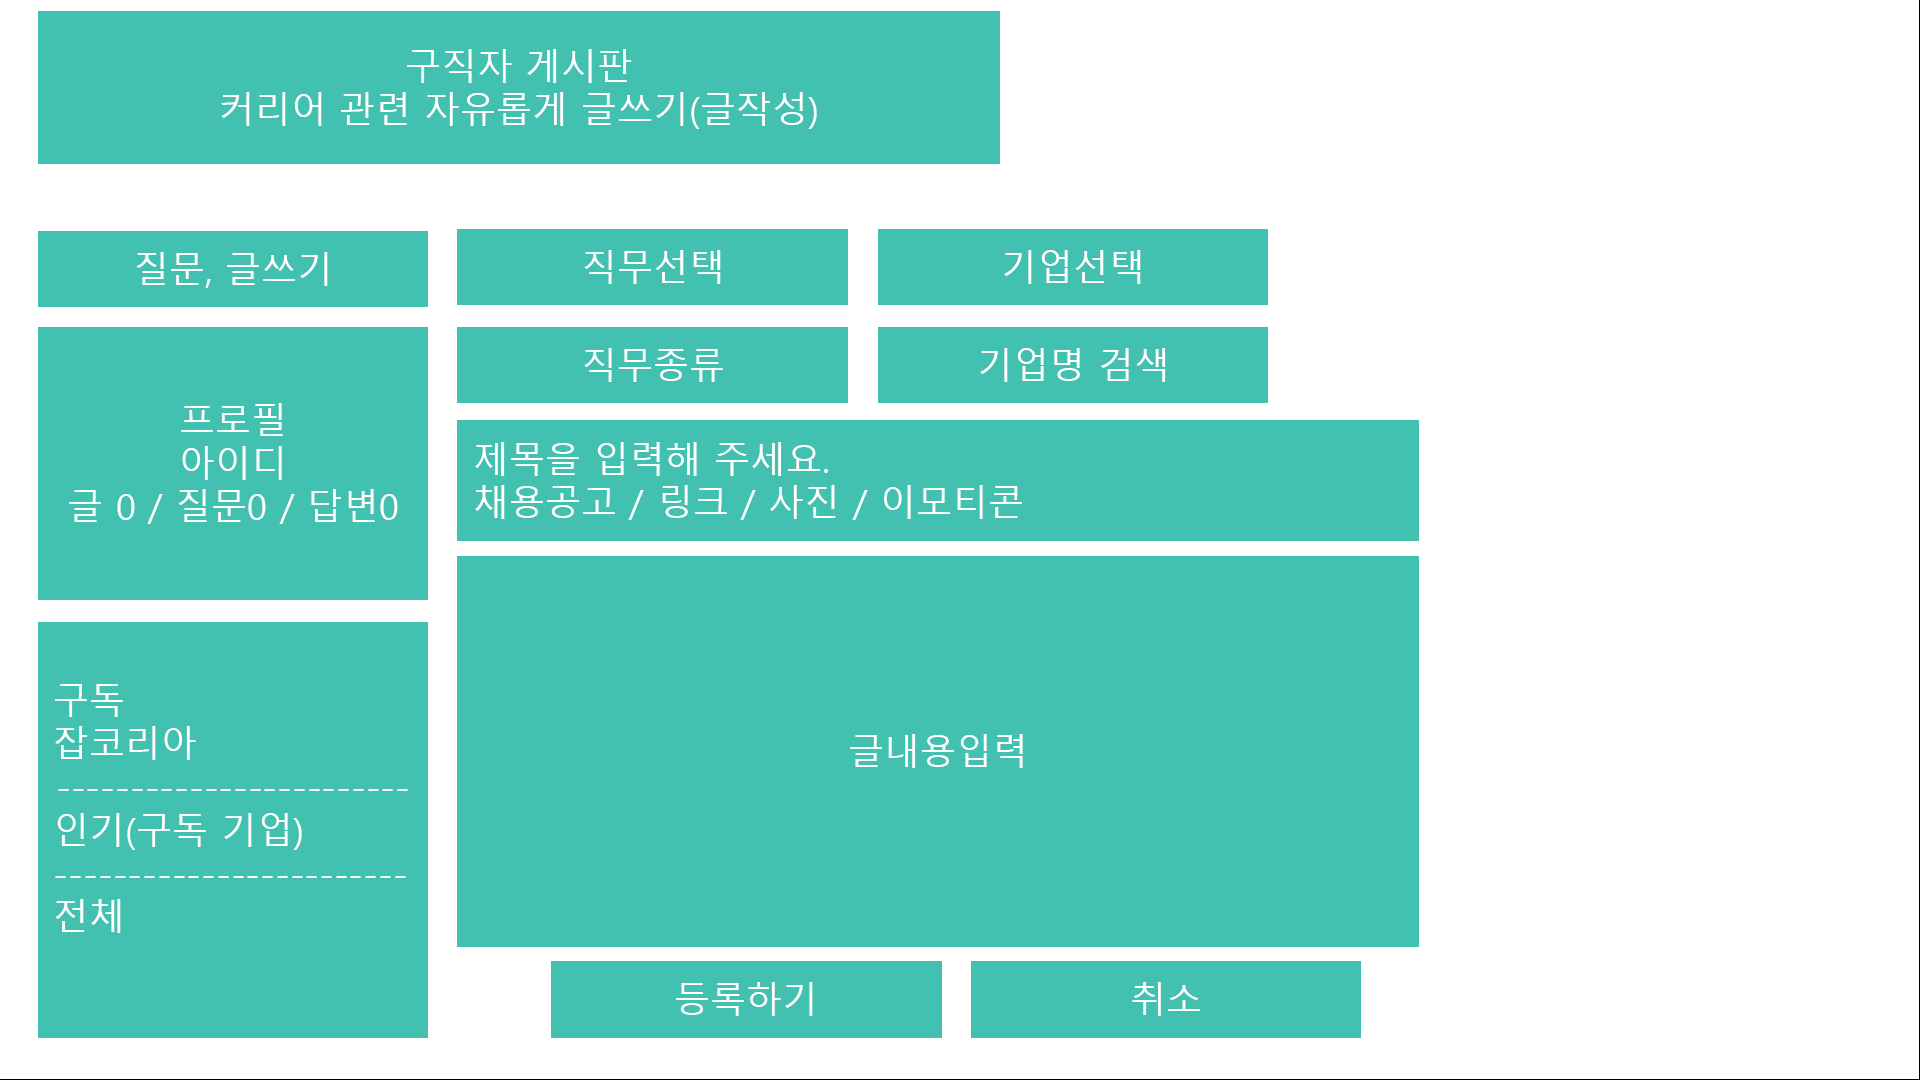 구직자 게시판
커리어 관련 자유롭게 글쓰기(글작성)
질문, 글쓰기
직무선택
기업선택
프로필
아이디
글 0 / 질문0 / 답변0
직무종류
기업명 검색
제목을 입력해 주세요.
채용공고 / 링크 / 사진 / 이모티콘
구독
잡코리아
------------------------
인기(구독 기업)
------------------------
전체
글내용입력
등록하기
취소